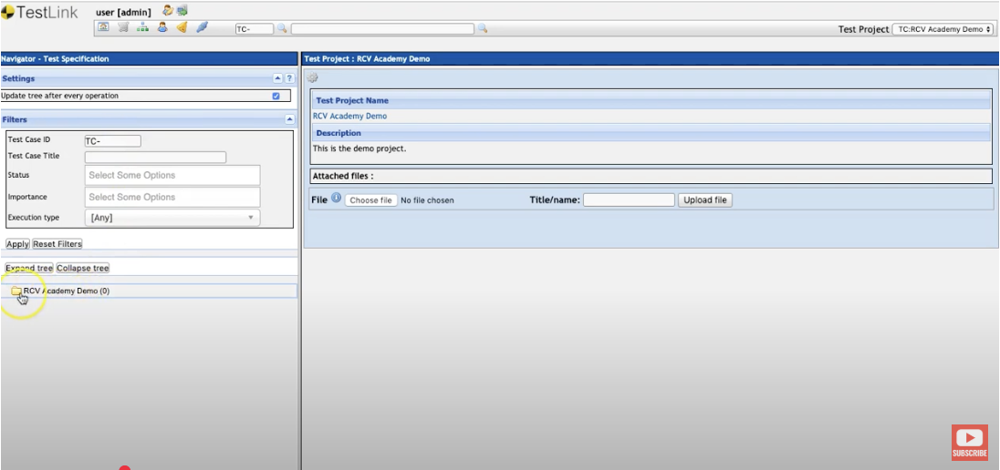 TestLink
user [admin]
TC-
Test Project
TC:RCV Academy Demo
Navigator - Test Specification
Settings
?
Update tree after every operation
Filters
Test Case ID
TC-
Test Case Title
Status
Select Some Options
Importance
Select Some Options
Execution type
[Any]
Apply Reset Filters
Expand tree Collapse tree
RCV Academy Demo (0)
Test Project : RCV Academy Demo
Test Project Name
RCV Academy Demo
Description
This is the demo project.
Attached files :
File Choose file No file chosen Title/name: Upload file
SUBSCRIBE